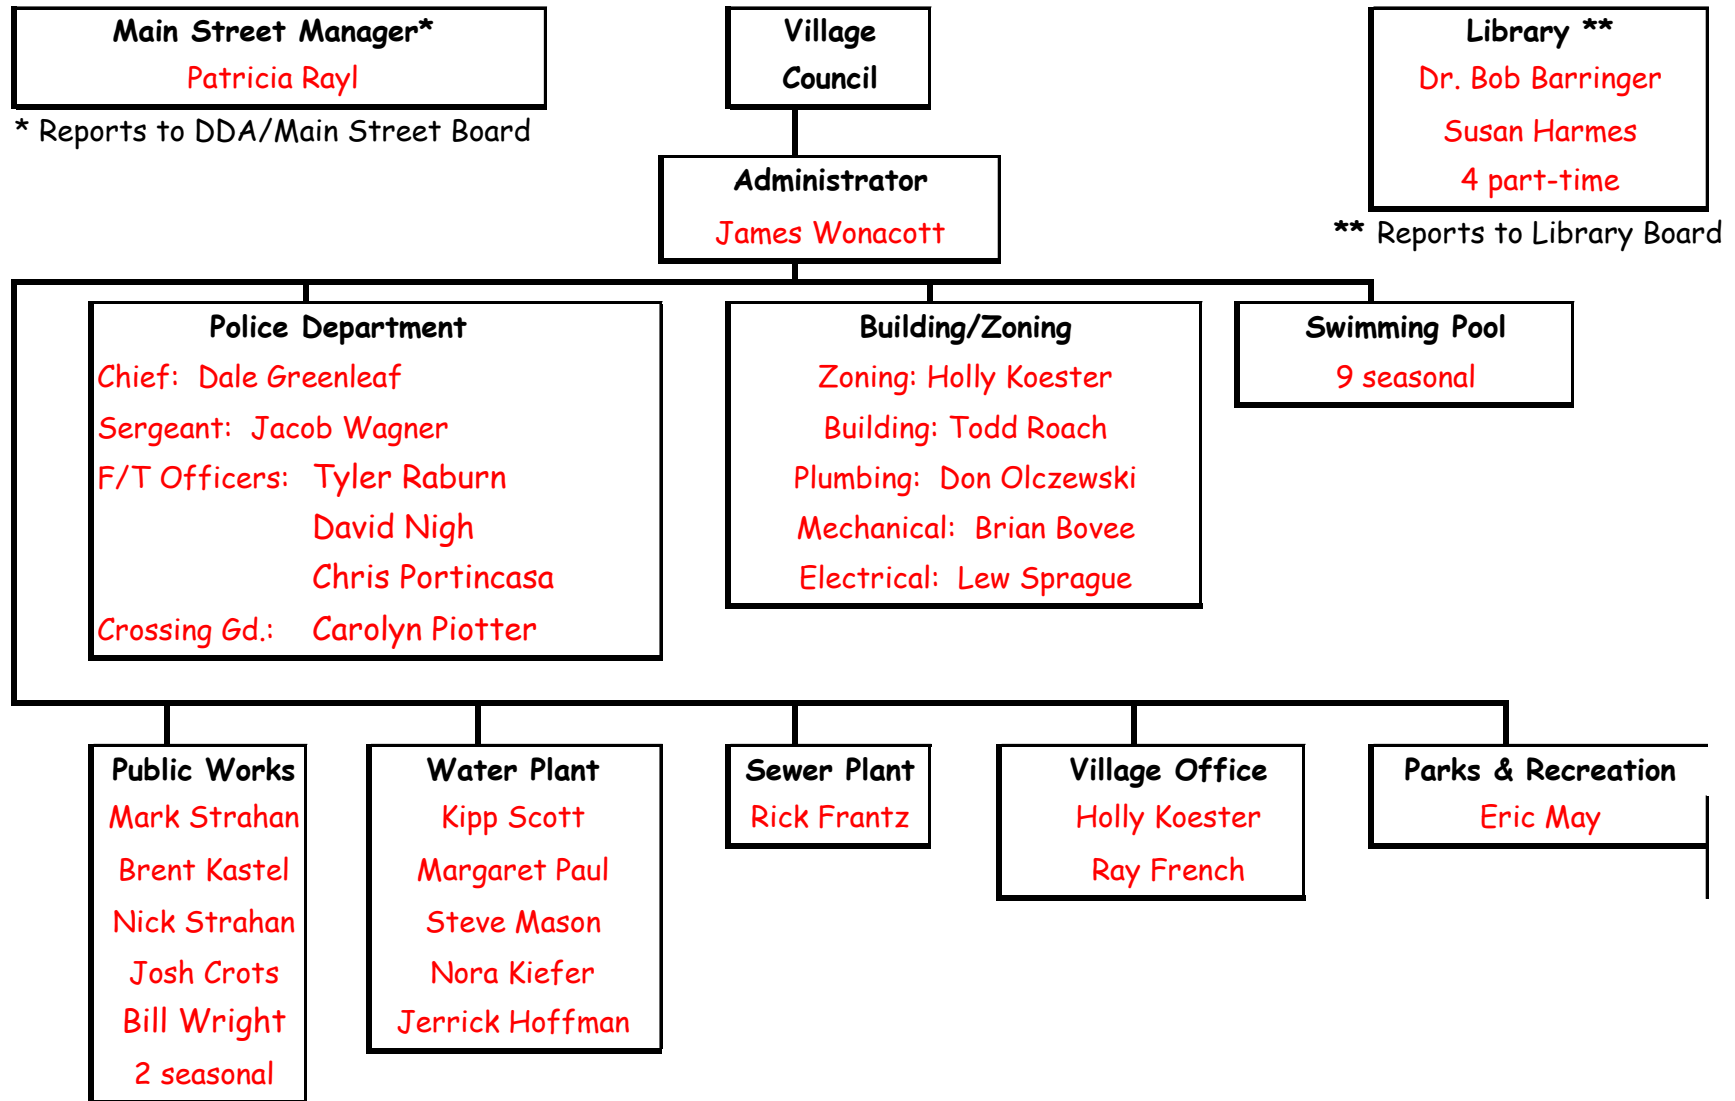 Main Street Manager*
Patricia Rayl
* Reports to DDA/Main Street Board
Village
Council
Library **
Dr. Bob Barringer
Susan Harmes
4 part-time
** Reports to Library Board
Administrator
James Wonacott
Police Department
Chief: Dale Greenleaf
Sergeant: Jacob Wagner
F/T Officers: Tyler Raburn
David Nigh
Chris Portincasa
Crossing Gd.: Carolyn Piotter
Building/Zoning
Zoning: Holly Koester
Building: Todd Roach
Plumbing: Don Olczewski
Mechanical: Brian Bovee
Electrical: Lew Sprague
Swimming Pool
9 seasonal
Public Works
Mark Strahan
Brent Kastel
Nick Strahan
Josh Crots
Bill Wright
2 seasonal
Water Plant
Kipp Scott
Margaret Paul
Steve Mason
Nora Kiefer
Jerrick Hoffman
Sewer Plant
Rick Frantz
Village Office
Holly Koester
Ray French
Parks & Recreation
Eric May